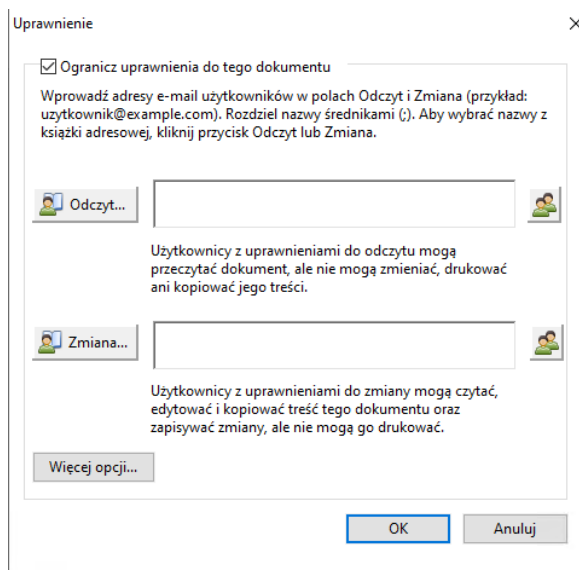 Uprawnienie
Ogranicz uprawnienia do tego dokumentu
Wprowadź adresy e-mail użytkowników w polach Odczyt i Zmiana (przykład:
uzytkownik@example.com). Rozdziel nazwy średnikami (;). Aby wybrać nazwy z
książki adresowej, kliknij przycisk Odczyt lub Zmiana.
Odczyt...
Użytkownicy z uprawnieniami do odczytu mogą
przeczytać dokument, ale nie mogą zmieniać, drukować
ani kopiować jego treści.
Zmiana...
Użytkownicy z uprawnieniami do zmiany mogą czytać,
edytować i kopiować treść tego dokumentu oraz
zapisywać zmiany, ale nie mogą go drukować.
Więcej opcji...
OK Anuluj